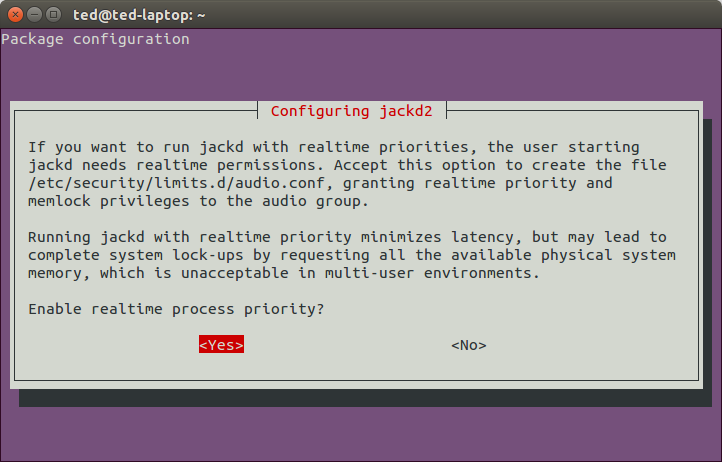 ted@ted-laptop: ~
Package configuration
Configuring jackd2
If you want to run jackd with realtime priorities, the user starting
jackd needs realtime permissions. Accept this option to create the file
/etc/security/limits.d/audio.conf, granting realtime priority and
memlock privileges to the audio group.
Running jackd with realtime priority minimizes latency, but may lead to
complete system lock-ups by requesting all the available physical system
memory, which is unacceptable in multi-user environments.
Enable realtime process priority?
<Yes> <No>